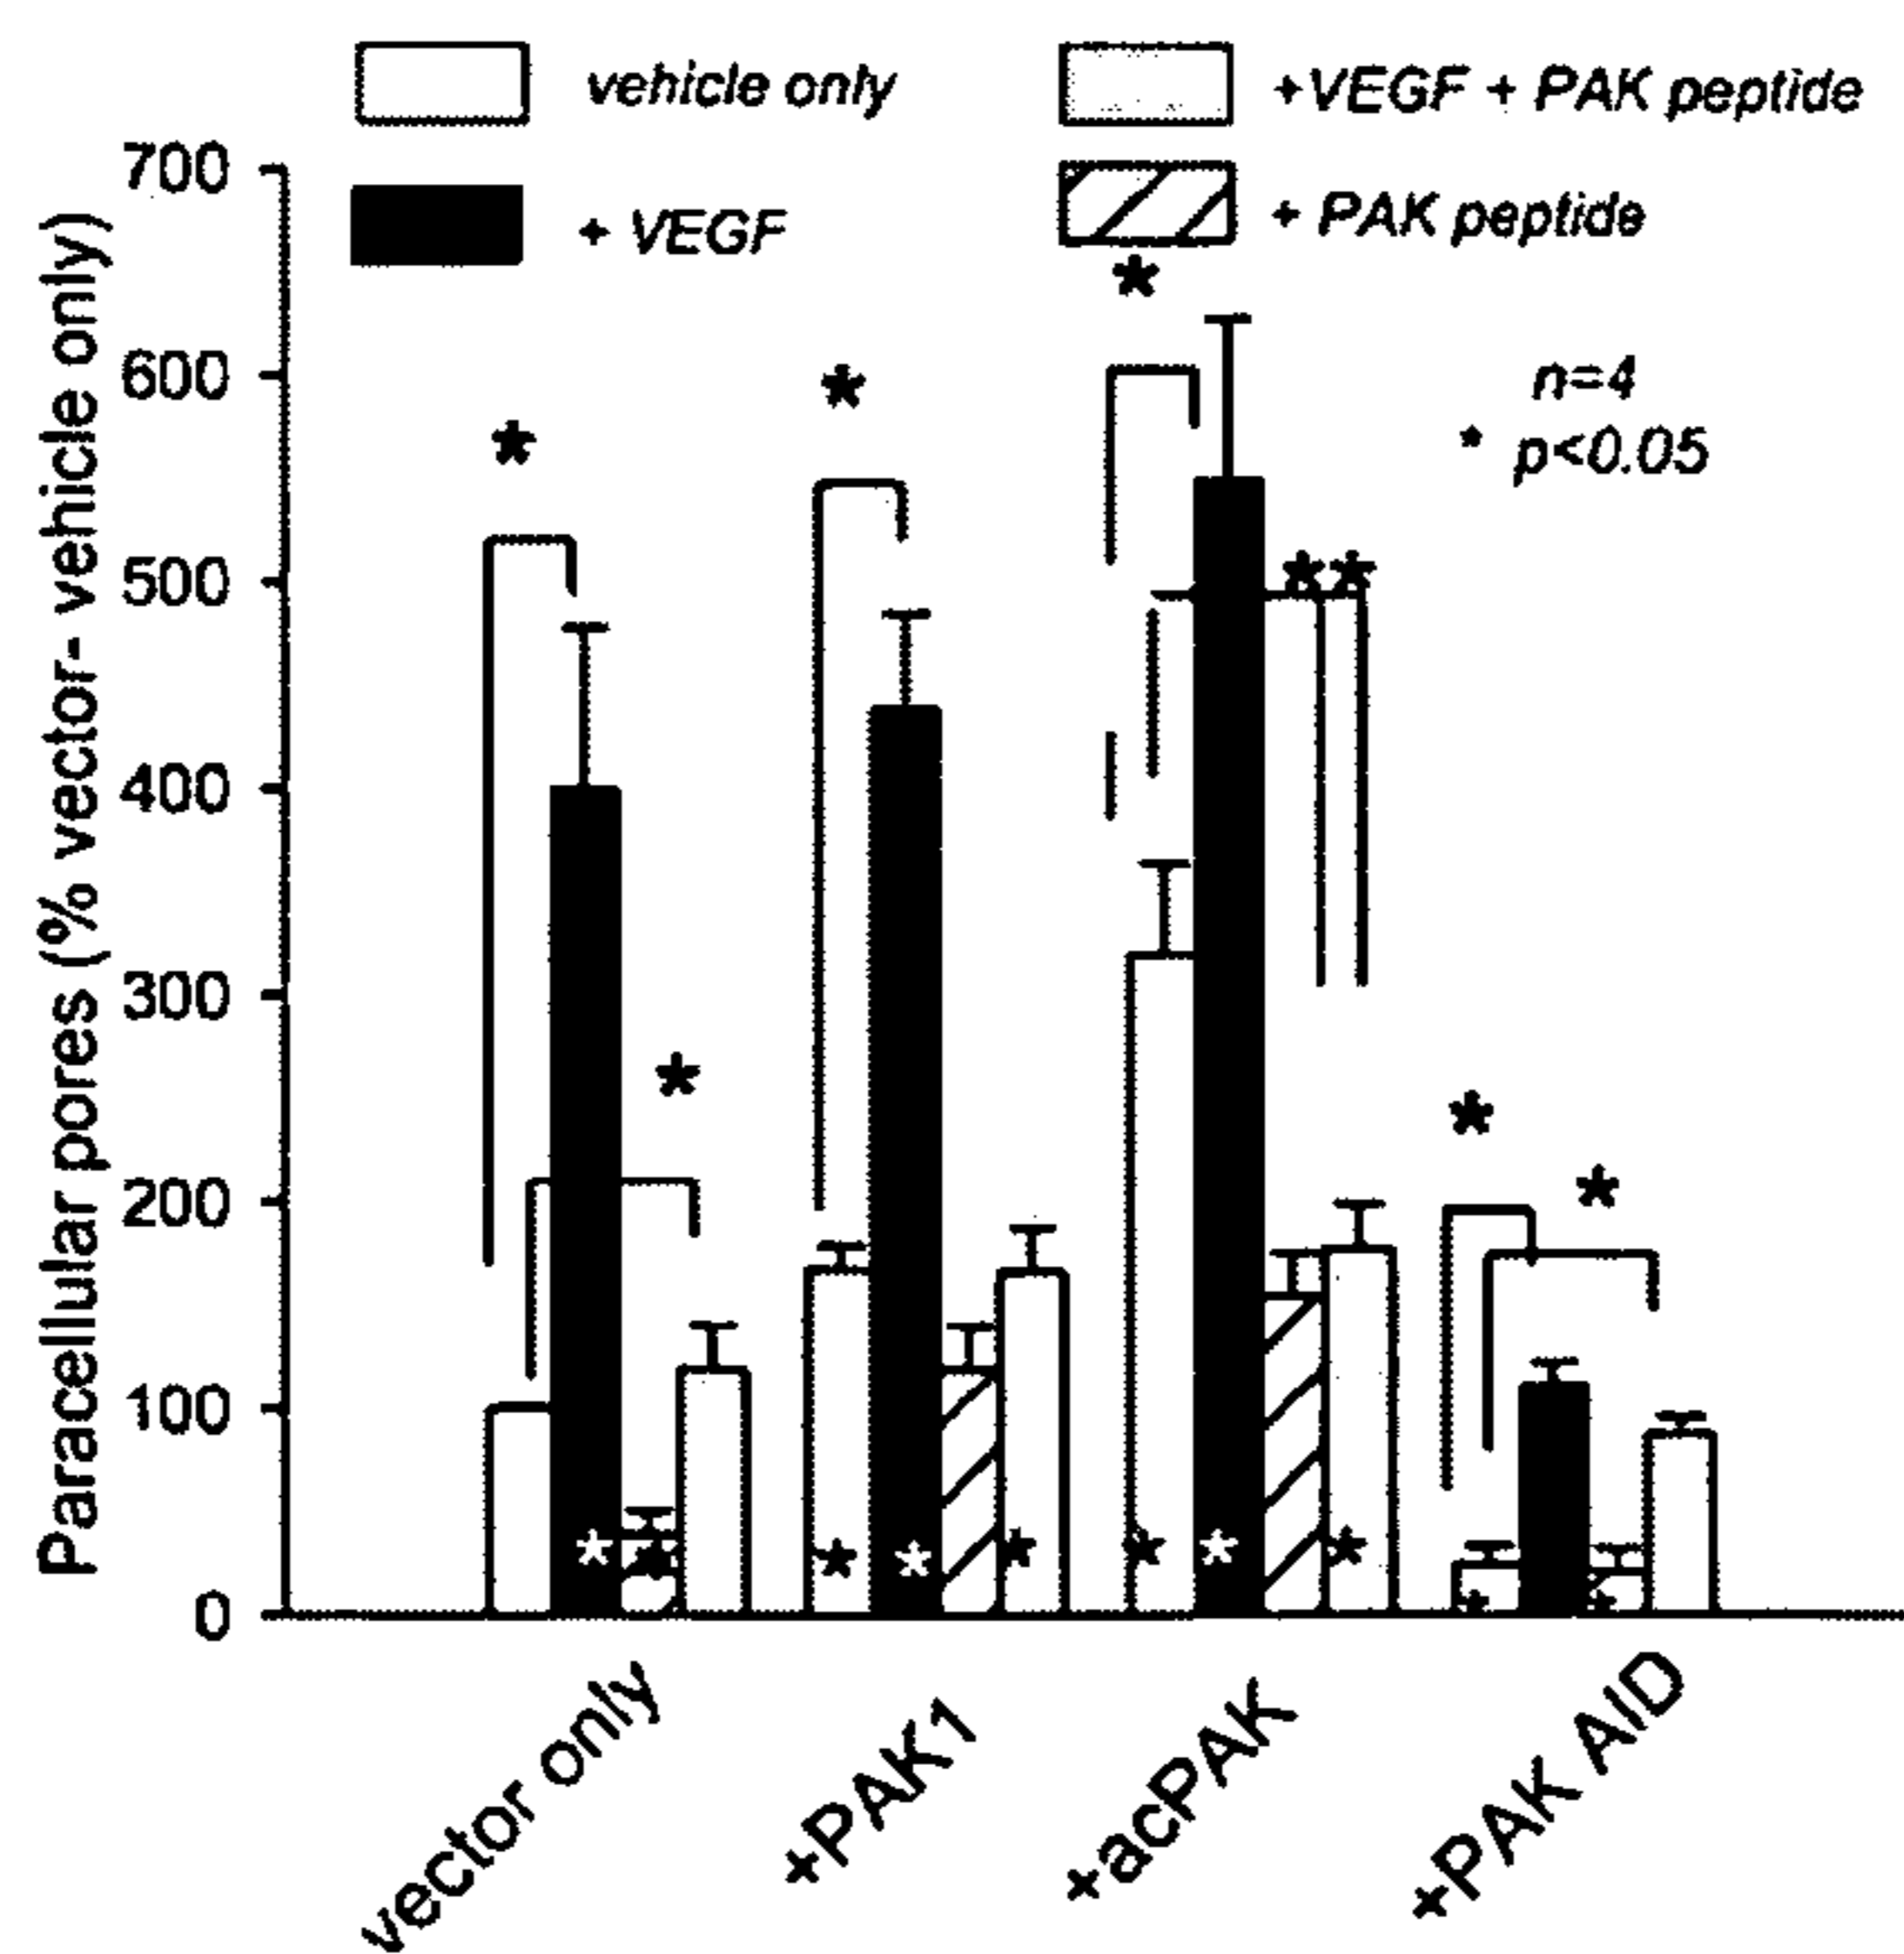 vehicle only
+ VEGF
+VEGF + PAK peptide
+ PAK peptide
Paracellular pores (% vector- vehicle only)
700
600
500
400
300
200
100
0
*
*
*
**
*
*
*
n=4
* p<0.05
* * * * * * * * * *
vector only
+PAK1
+acPAK
+PAK AID